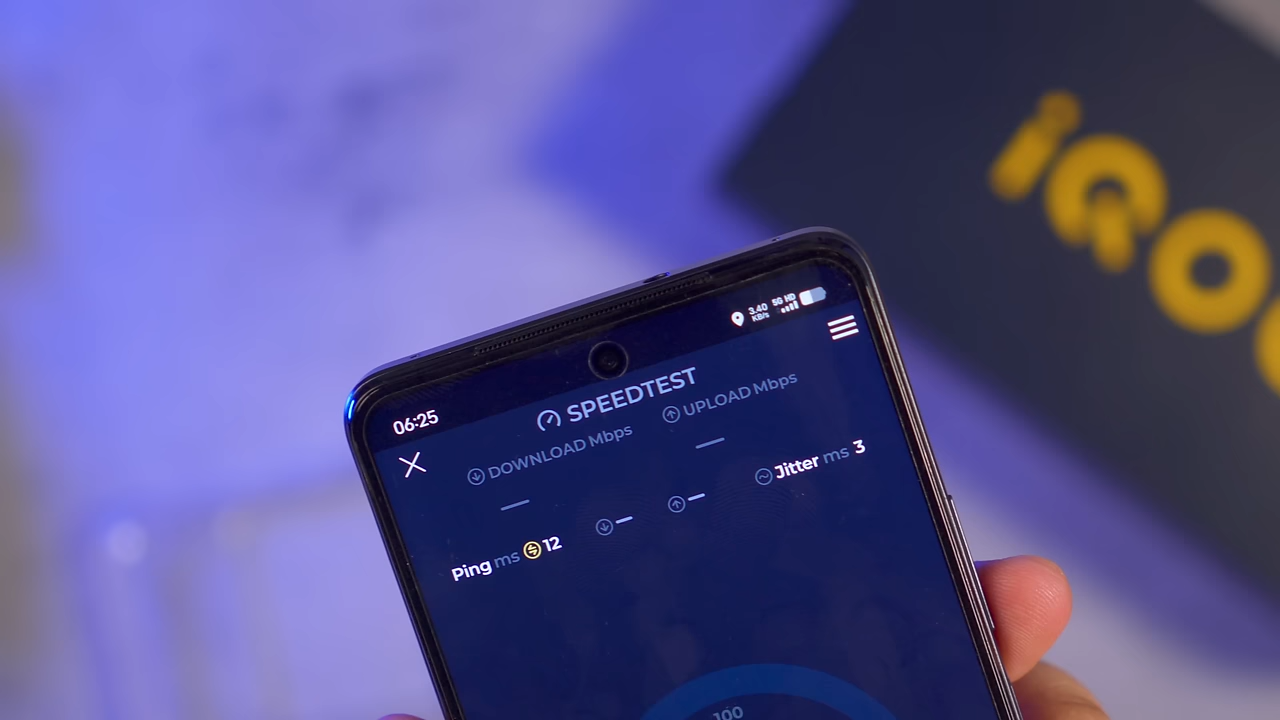 iQO
3.40 KB/s 5G HD
06:25
SPEEDTEST
DOWNLOAD Mbps
UPLOAD Mbps
—
—
Ping ms 12
—
—
Jitter ms 3
100